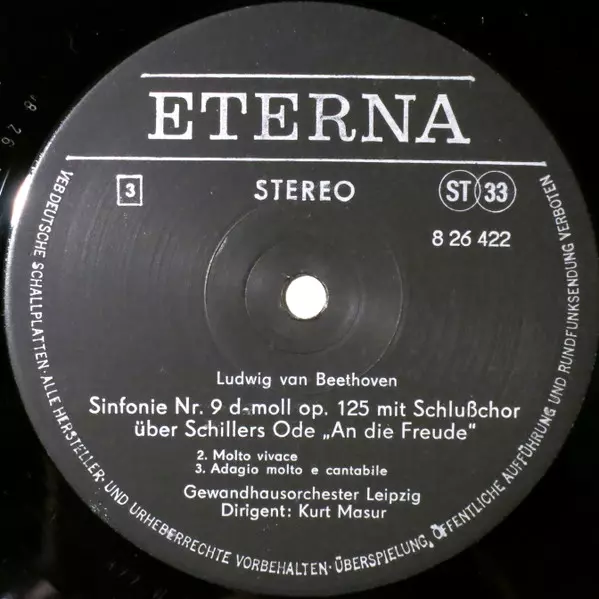 ETERNA
3
STEREO
ST 33
8 26 422
Ludwig van Beethoven
Sinfonie Nr. 9 d-moll op. 125 mit Schlußchor
über Schillers Ode „An die Freude“
2. Molto vivace
3. Adagio molto e cantabile
Gewandhausorchester Leipzig
Dirigent: Kurt Masur
VEB DEUTSCHE SCHALLPLATTEN · ALLE HERSTELLER- UND URHEBERRECHTE VORBEHALTEN · ÜBERSPIELUNG, ÖFFENTLICHE AUFFÜHRUNG UND RUNDFUNKSENDUNG VERBOTEN